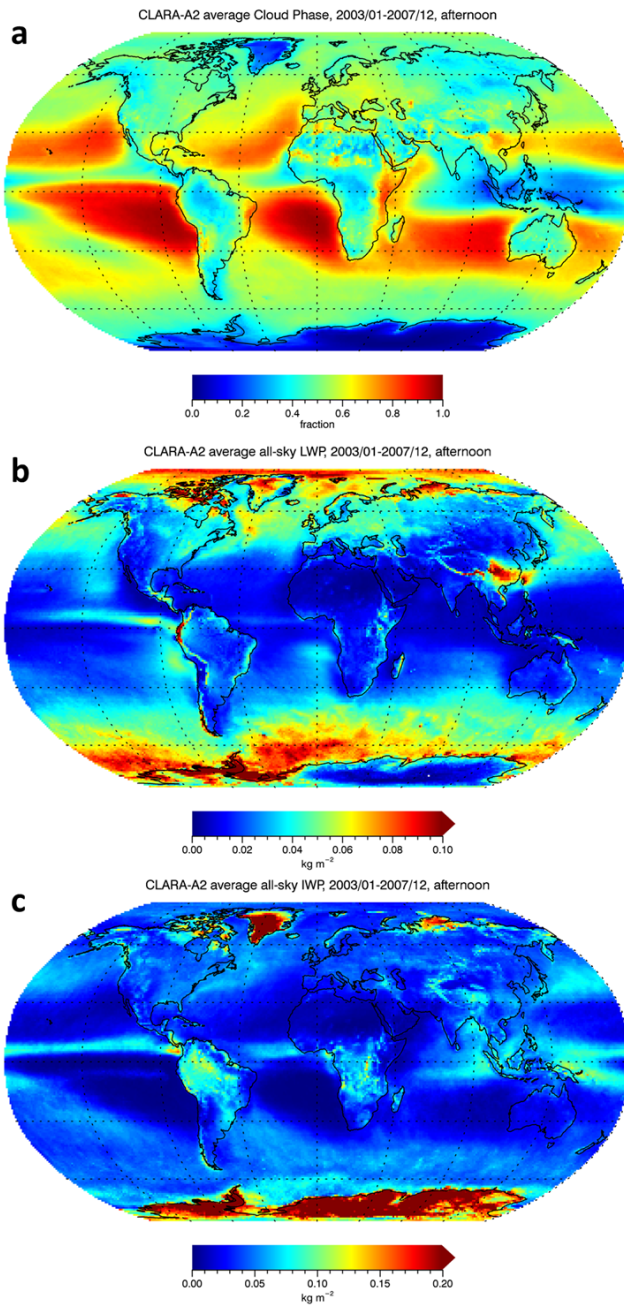 CLARA-A2 average Cloud Phase, 2003/01-2007/12, afternoon
a
0.0 0.2 0.4 0.6 0.8 1.0
fraction
CLARA-A2 average all-sky LWP, 2003/01-2007/12, afternoon
b
0.00 0.02 0.04 0.06 0.08 0.10
kg m⁻²
CLARA-A2 average all-sky IWP, 2003/01-2007/12, afternoon
c
0.00 0.05 0.10 0.15 0.20
kg m⁻²